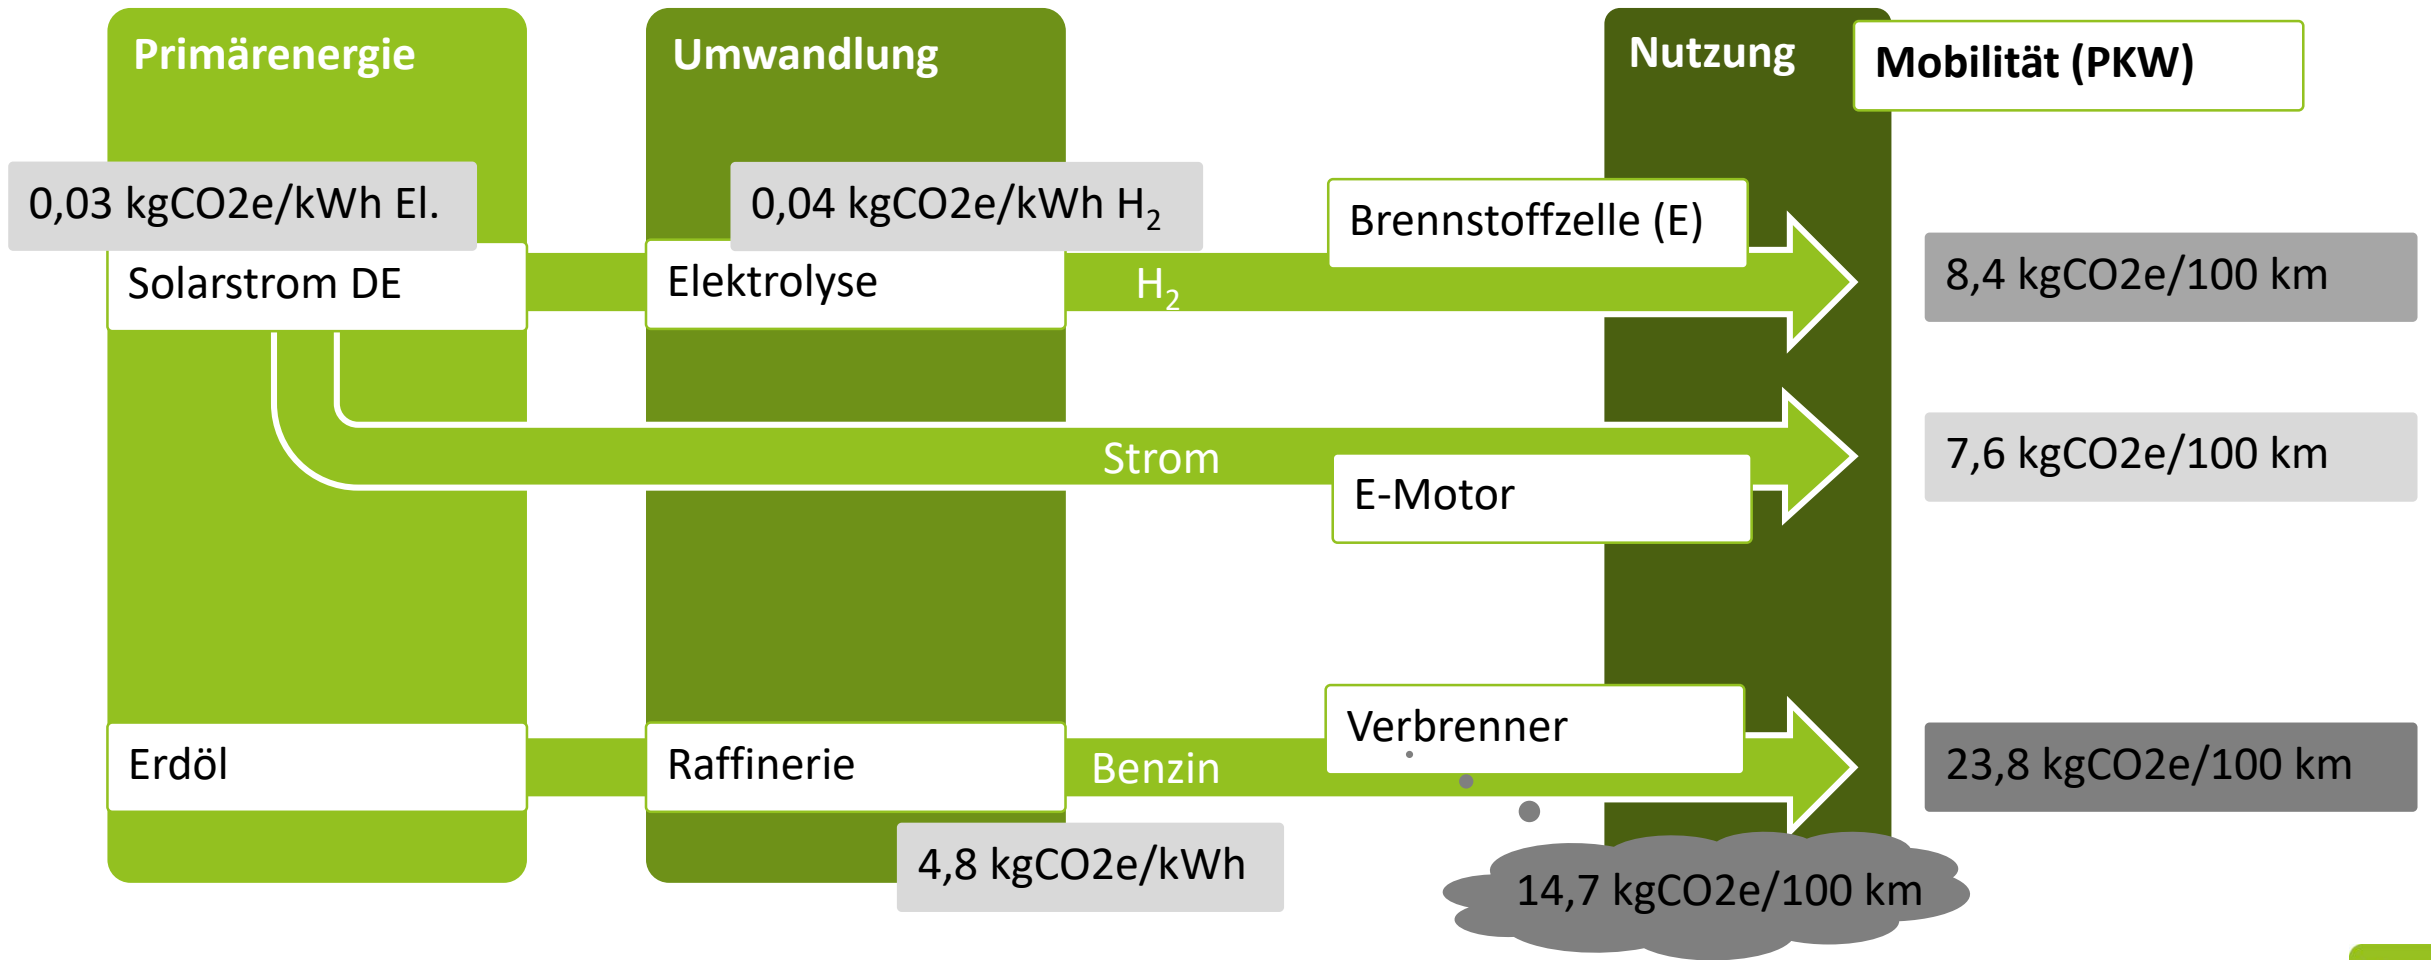 Primärenergie
Umwandlung
Nutzung
Mobilität (PKW)
0,03 kgCO2e/kWh El.
0,04 kgCO2e/kWh H₂
Brennstoffzelle (E)
Solarstrom DE
Elektrolyse
H₂
8,4 kgCO2e/100 km
Strom
E-Motor
7,6 kgCO2e/100 km
Erdöl
Raffinerie
Benzin
Verbrenner
23,8 kgCO2e/100 km
4,8 kgCO2e/kWh
14,7 kgCO2e/100 km